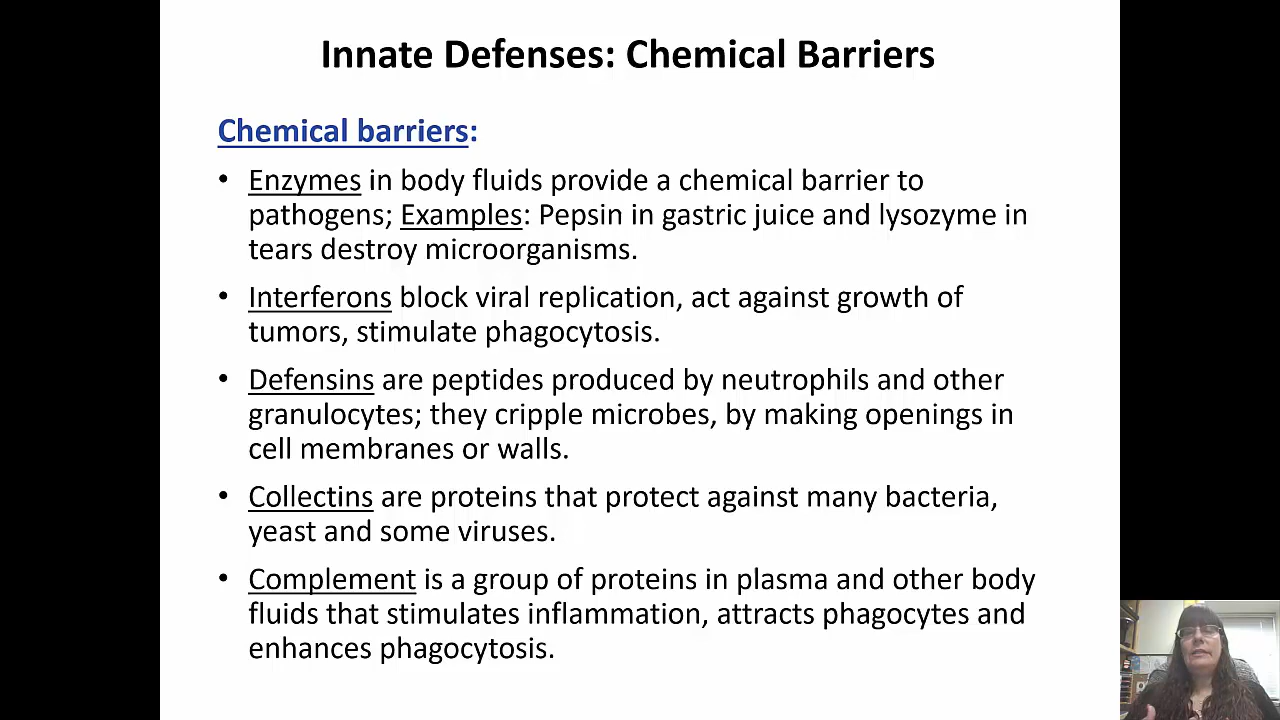 Innate Defenses: Chemical Barriers
Chemical barriers:
• Enzymes in body fluids provide a chemical barrier to
pathogens; Examples: Pepsin in gastric juice and lysozyme in
tears destroy microorganisms.
• Interferons block viral replication, act against growth of
tumors, stimulate phagocytosis.
• Defensins are peptides produced by neutrophils and other
granulocytes; they cripple microbes, by making openings in
cell membranes or walls.
• Collectins are proteins that protect against many bacteria,
yeast and some viruses.
• Complement is a group of proteins in plasma and other body
fluids that stimulates inflammation, attracts phagocytes and
enhances phagocytosis.